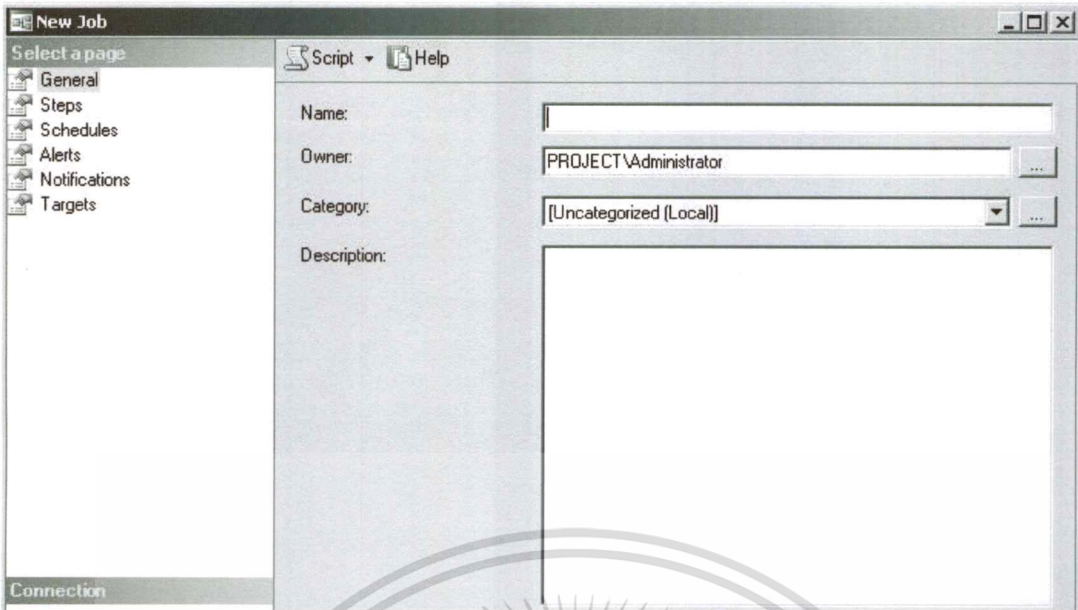 New Job
Select a page
General
Steps
Schedules
Alerts
Notifications
Targets
Connection
Script
Help
Name:
Owner:
PROJECT\Administrator
...
Category:
[Uncategorized (Local)]
...
Description: